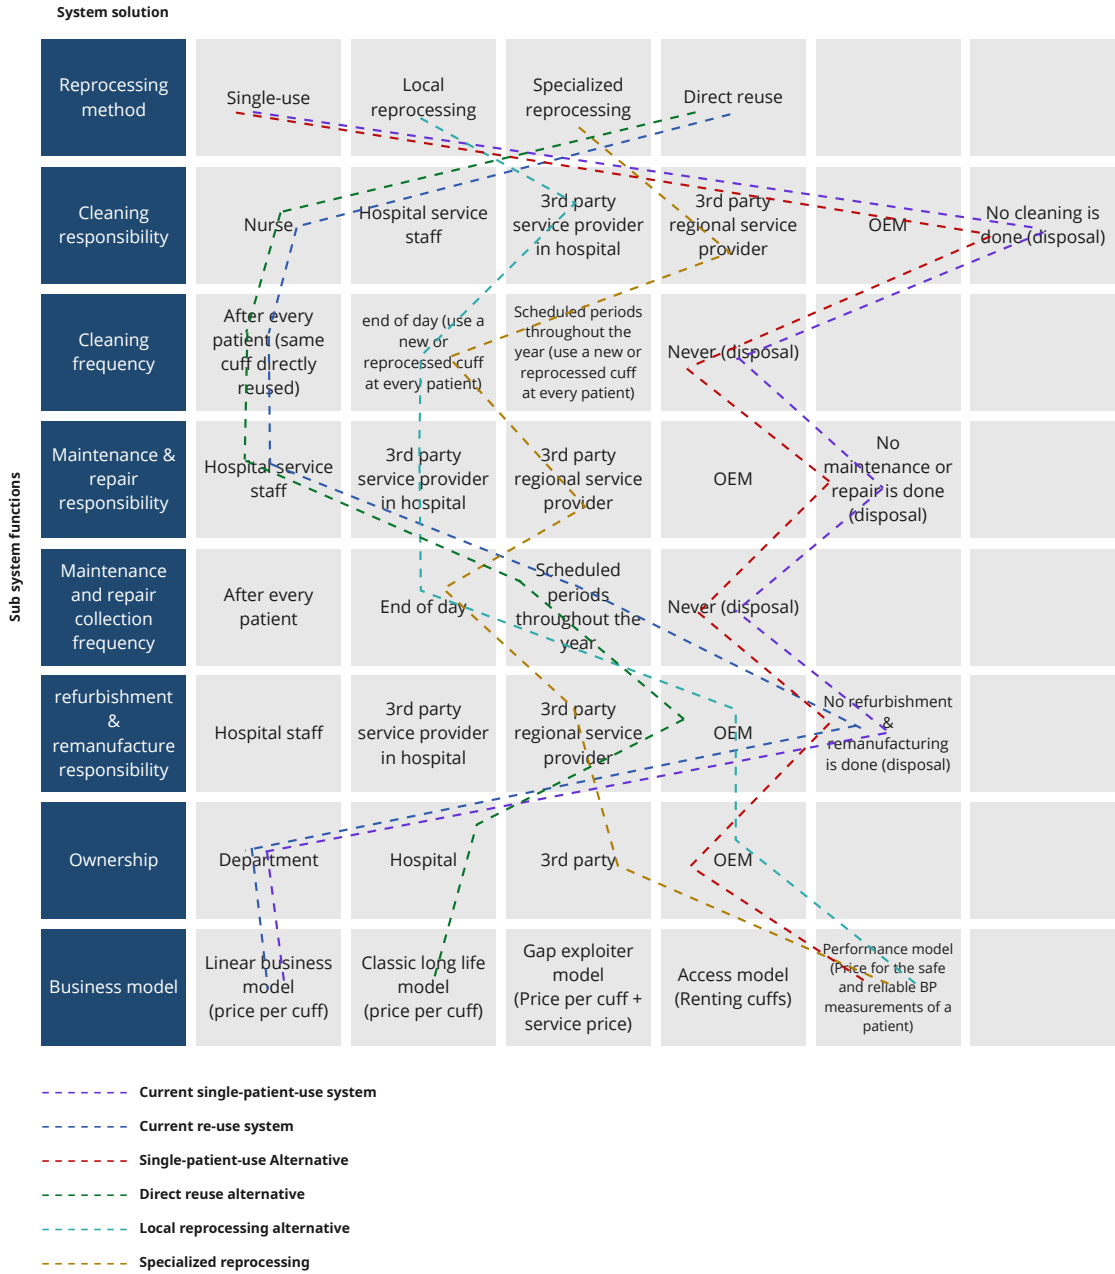 System solution
Sub system functions
Reprocessing
method
Single-use
Local
reprocessing
Specialized
reprocessing
Direct reuse
Cleaning
responsibility
Nurse
Hospital service
staff
3rd party
service provider
in hospital
3rd party
regional service
provider
OEM
No cleaning is
done (disposal)
Cleaning
frequency
After every
patient (same
cuff directly
reused)
end of day (use a
new or
reprocessed cuff
at every patient)
Scheduled periods
throughout the
year (use a new or
reprocessed cuff
at every patient)
Never (disposal)
Maintenance &
repair
responsibility
Hospital service
staff
3rd party
service provider
in hospital
3rd party
regional service
provider
OEM
No
maintenance or
repair is done
(disposal)
Maintenance
and repair
collection
frequency
After every
patient
End of day
Scheduled
periods
throughout the
year
Never (disposal)
refurbishment
&
remanufacture
responsibility
Hospital staff
3rd party
service provider
in hospital
3rd party
regional service
provider
OEM
No refurbishment
&
remanufacturing
is done (disposal)
Ownership
Department
Hospital
3rd party
OEM
Business model
Linear business
model
(price per cuff)
Classic long life
model
(price per cuff)
Gap exploiter
model
(Price per cuff +
service price)
Access model
(Renting cuffs)
Performance model
(Price for the safe
and reliable BP
measurements of a
patient)
Current single-patient-use system
Current re-use system
Single-patient-use Alternative
Direct reuse alternative
Local reprocessing alternative
Specialized reprocessing